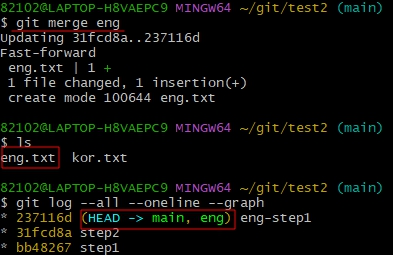 82102@LAPTOP-H8VAEPC9 MINGW64 ~/git/test2 (main)
$ git merge eng
Updating 31fcd8a..237116d
Fast-forward
 eng.txt | 1 +
 1 file changed, 1 insertion(+)
 create mode 100644 eng.txt
82102@LAPTOP-H8VAEPC9 MINGW64 ~/git/test2 (main)
$ ls
eng.txt  kor.txt
82102@LAPTOP-H8VAEPC9 MINGW64 ~/git/test2 (main)
$ git log --all --oneline --graph
* 237116d (HEAD -> main, eng) eng-step1
* 31fcd8a step2
* bb48267 step1